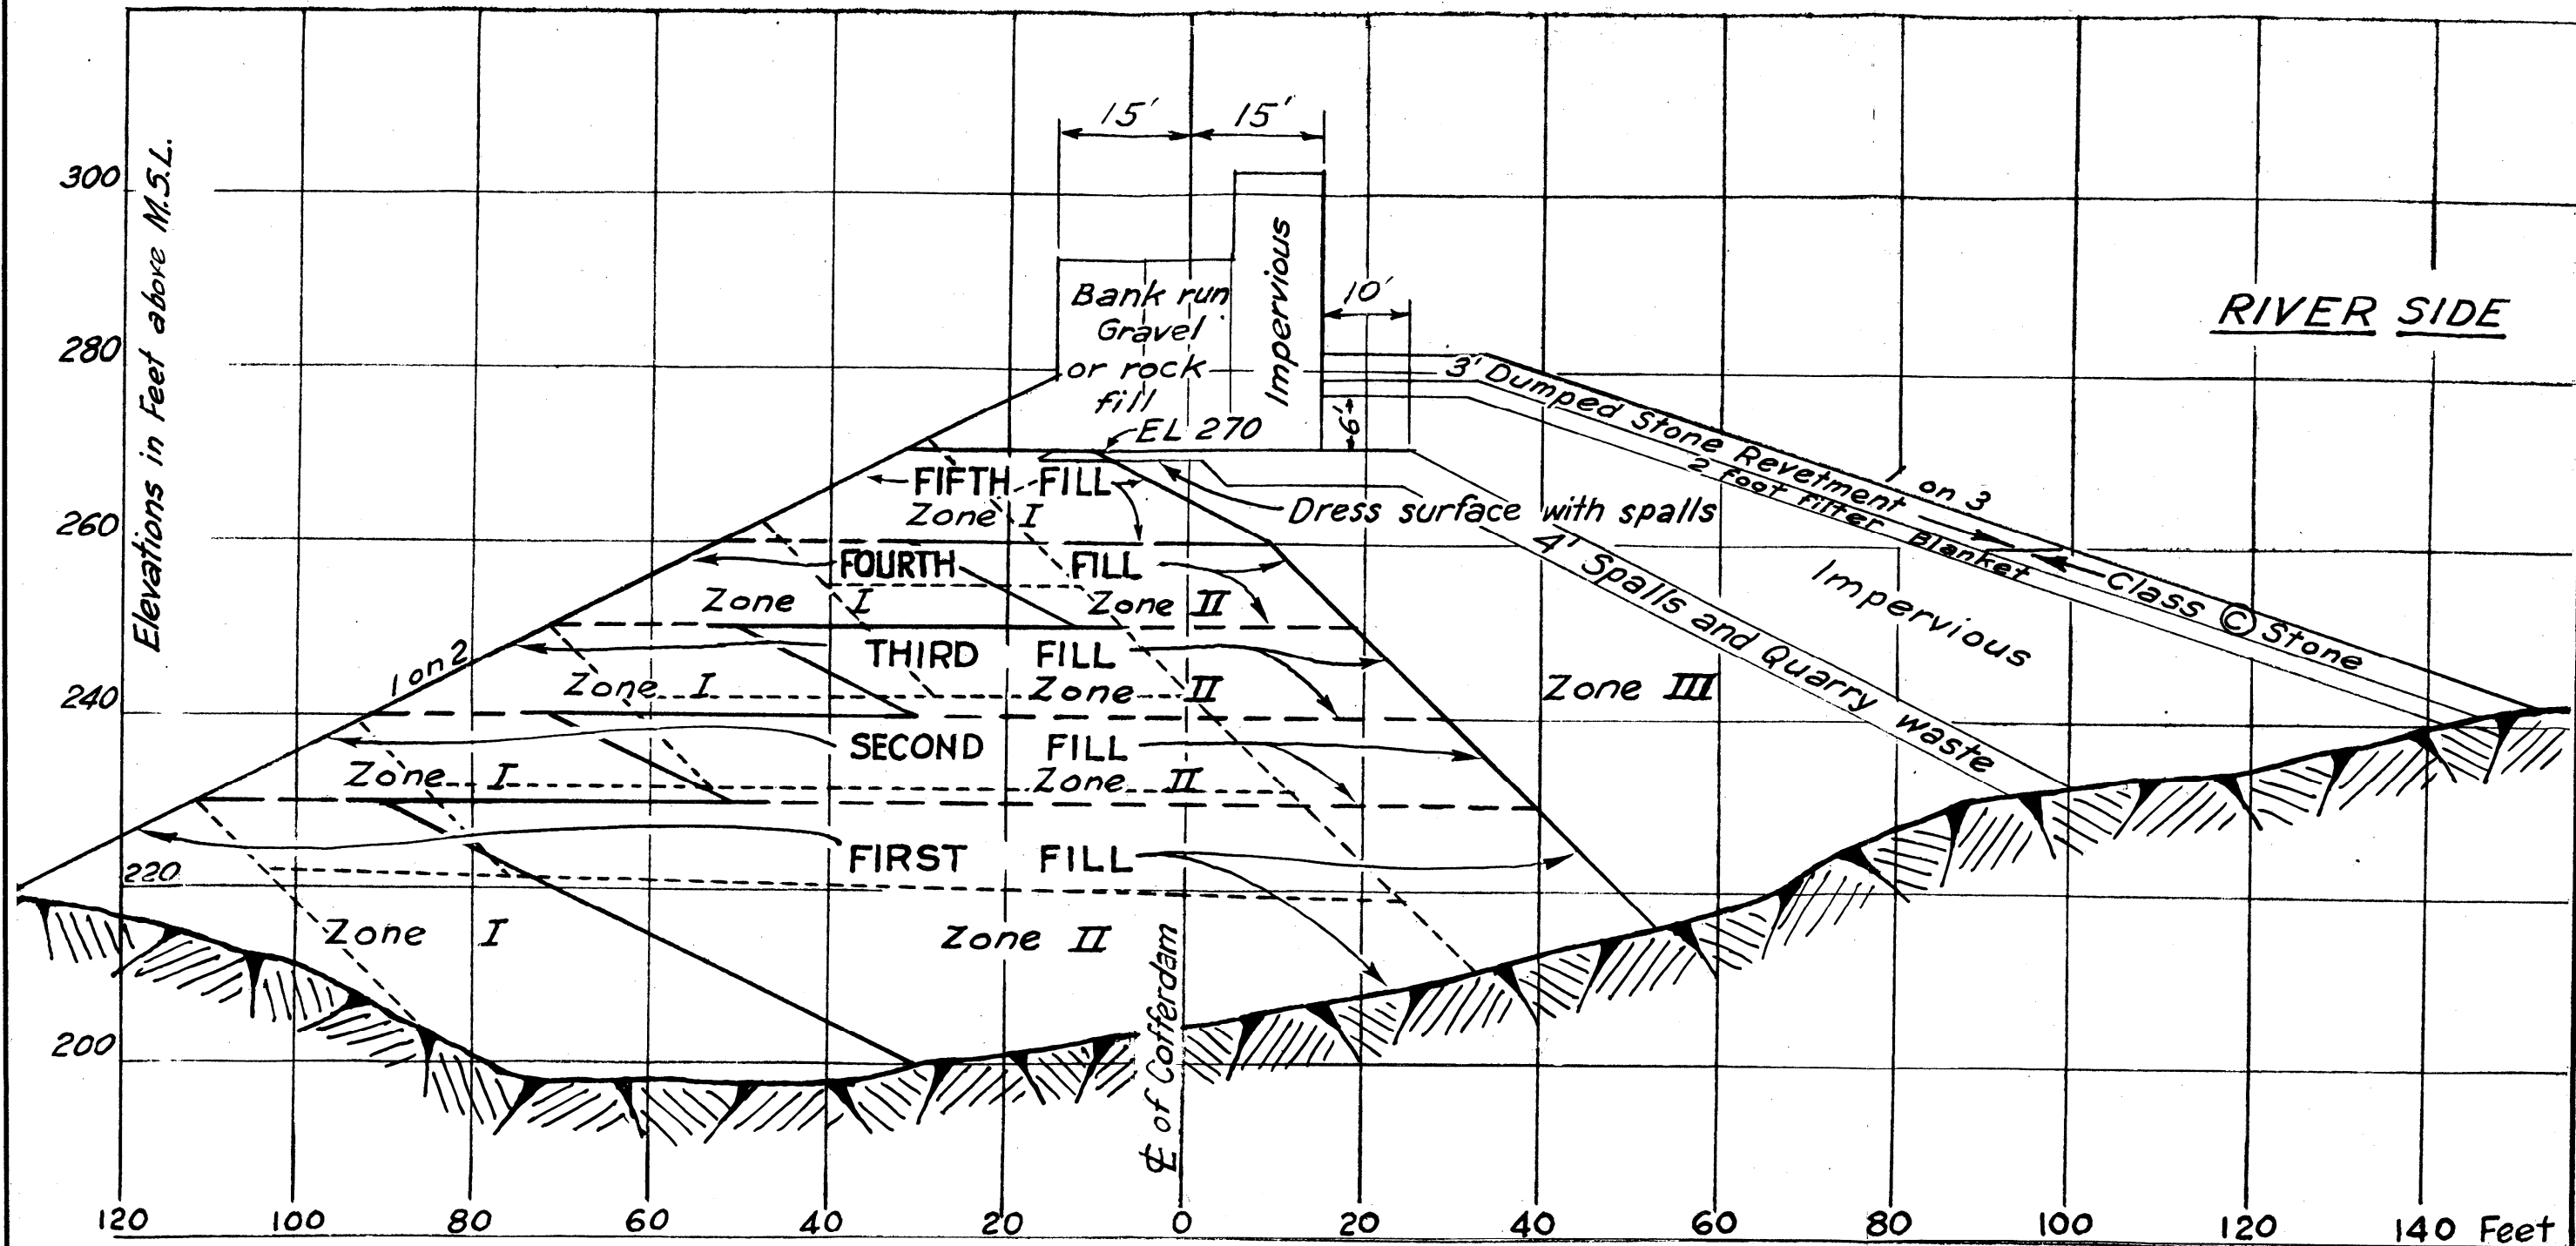 15' 15'
300
Elevations in Feet above M.S.L.
Impervious
Bank run
Gravel
or rock
fill
10'
RIVER SIDE
280
3' Dumped Stone Revetment
1 on 3
2 foot filter Blanket
6'
EL 270
FIFTH FILL
Zone I
Dress surface with spalls
260
4' Spalls and Quarry waste
Impervious
Class Ⓒ Stone
FOURTH FILL
Zone I Zone II
1 on 2
THIRD FILL
Zone I Zone II
Zone III
240
SECOND FILL
Zone I Zone II
FIRST FILL
220
Zone I Zone II
200
℄ of Cofferdam
120 100 80 60 40 20 0 20 40 60 80 100 120 140 Feet